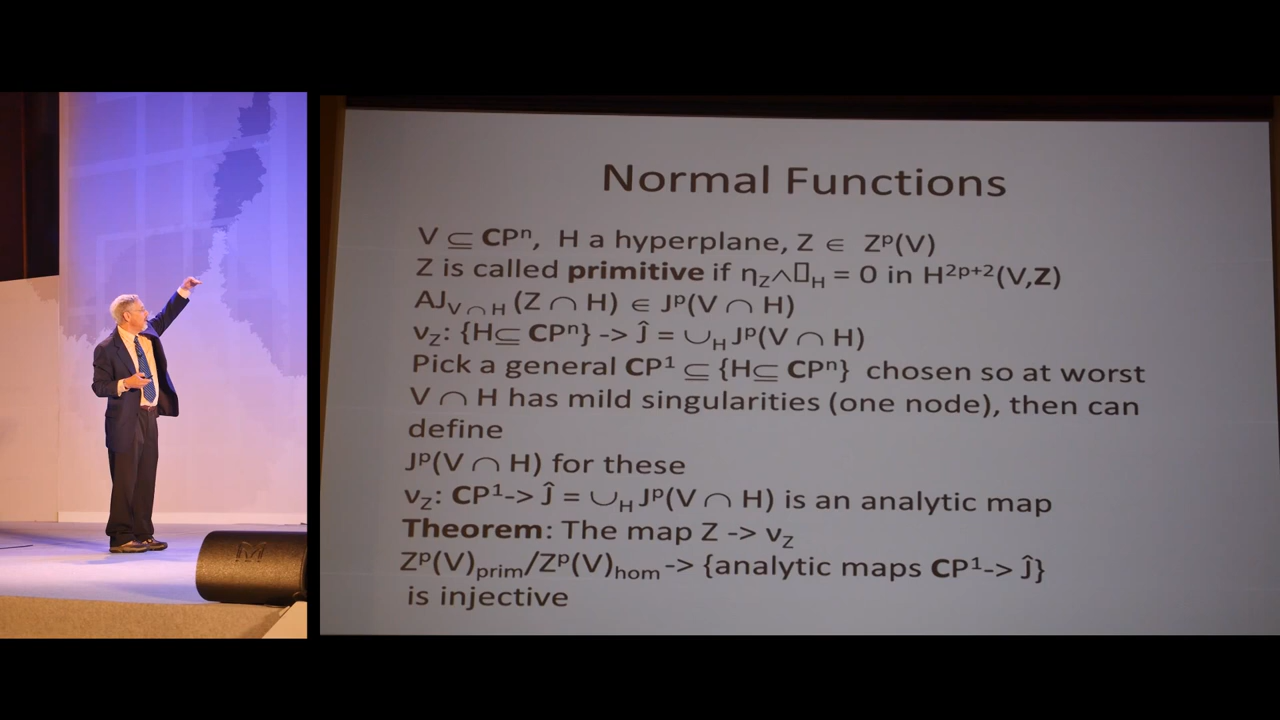 Normal Functions
V ⊆ CPⁿ, H a hyperplane, Z ∈ Zᵖ(V)
Z is called primitive if η_Z∧▯_H = 0 in H²ᵖ⁺²(V,Z)
AJ_{V∩H}(Z ∩ H) ∈ Jᵖ(V ∩ H)
ν_Z: {H⊆ CPⁿ} -> Ĵ = ∪_H Jᵖ(V ∩ H)
Pick a general CP¹ ⊆ {H⊆ CPⁿ} chosen so at worst
V ∩ H has mild singularities (one node), then can
define
Jᵖ(V ∩ H) for these
ν_Z: CP¹-> Ĵ = ∪_H Jᵖ(V ∩ H) is an analytic map
Theorem: The map Z -> ν_Z
Zᵖ(V)_prim/Zᵖ(V)_hom -> {analytic maps CP¹-> Ĵ}
is injective